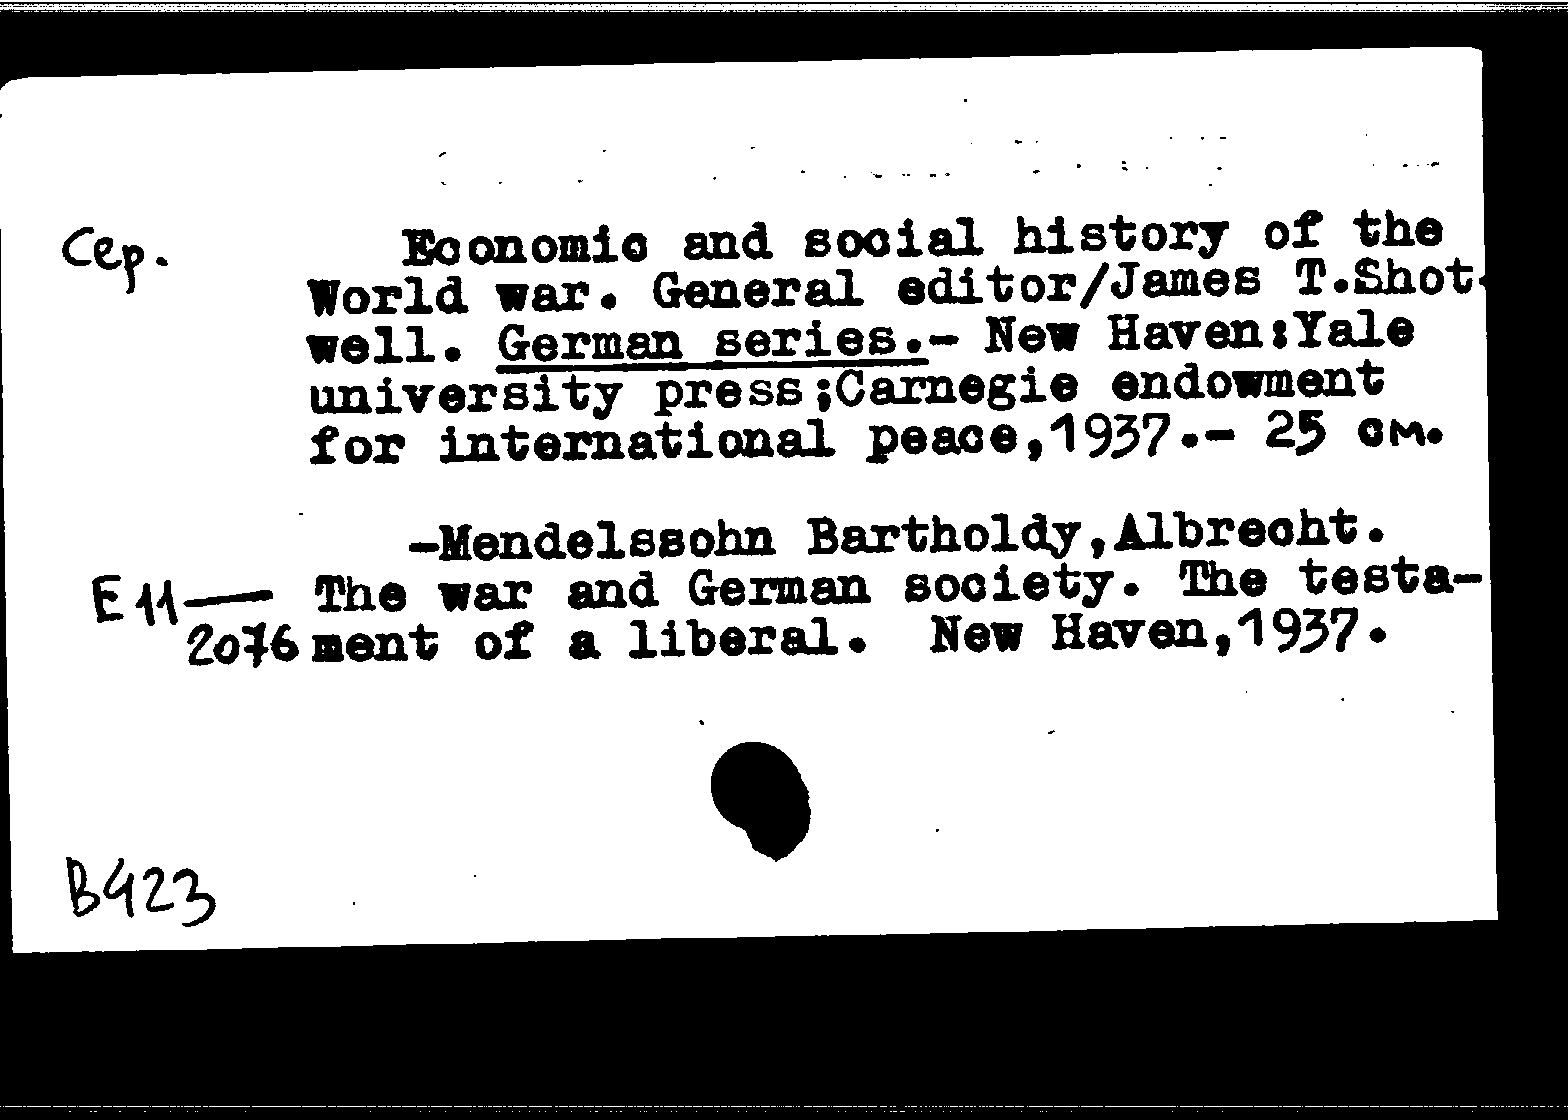 Сер.
Economic and social history of the
World war. General editor/James T.Shot-
well. German series.- New Haven:Yale
university press;Carnegie endowment
for international peace,1937.- 25 см.
-Mendelssohn Bartholdy,Albrecht.
E 11— The war and German society. The testa-
2076 ment of a liberal. New Haven,1937.
B423